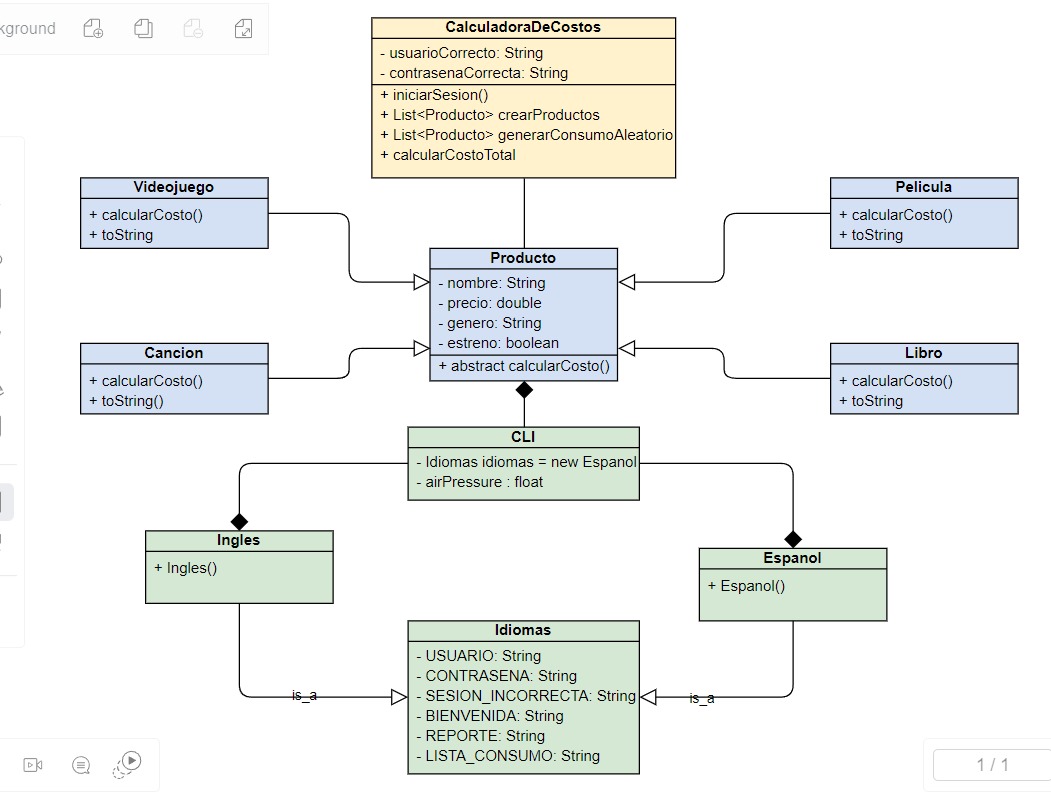 kground
CalculadoraDeCostos
- usuarioCorrecto: String
- contrasenaCorrecta: String
+ iniciarSesion()
+ List<Producto> crearProductos
+ List<Producto> generarConsumoAleatorio
+ calcularCostoTotal
Videojuego
+ calcularCosto()
+ toString
Pelicula
+ calcularCosto()
+ toString
Producto
- nombre: String
- precio: double
- genero: String
- estreno: boolean
+ abstract calcularCosto()
Cancion
+ calcularCosto()
+ toString()
Libro
+ calcularCosto()
+ toString
CLI
- Idiomas idiomas = new Espanol
- airPressure : float
Ingles
+ Ingles()
Espanol
+ Espanol()
Idiomas
- USUARIO: String
- CONTRASENA: String
- SESION_INCORRECTA: String
- BIENVENIDA: String
- REPORTE: String
- LISTA_CONSUMO: String
is_a
is_a
1 / 1